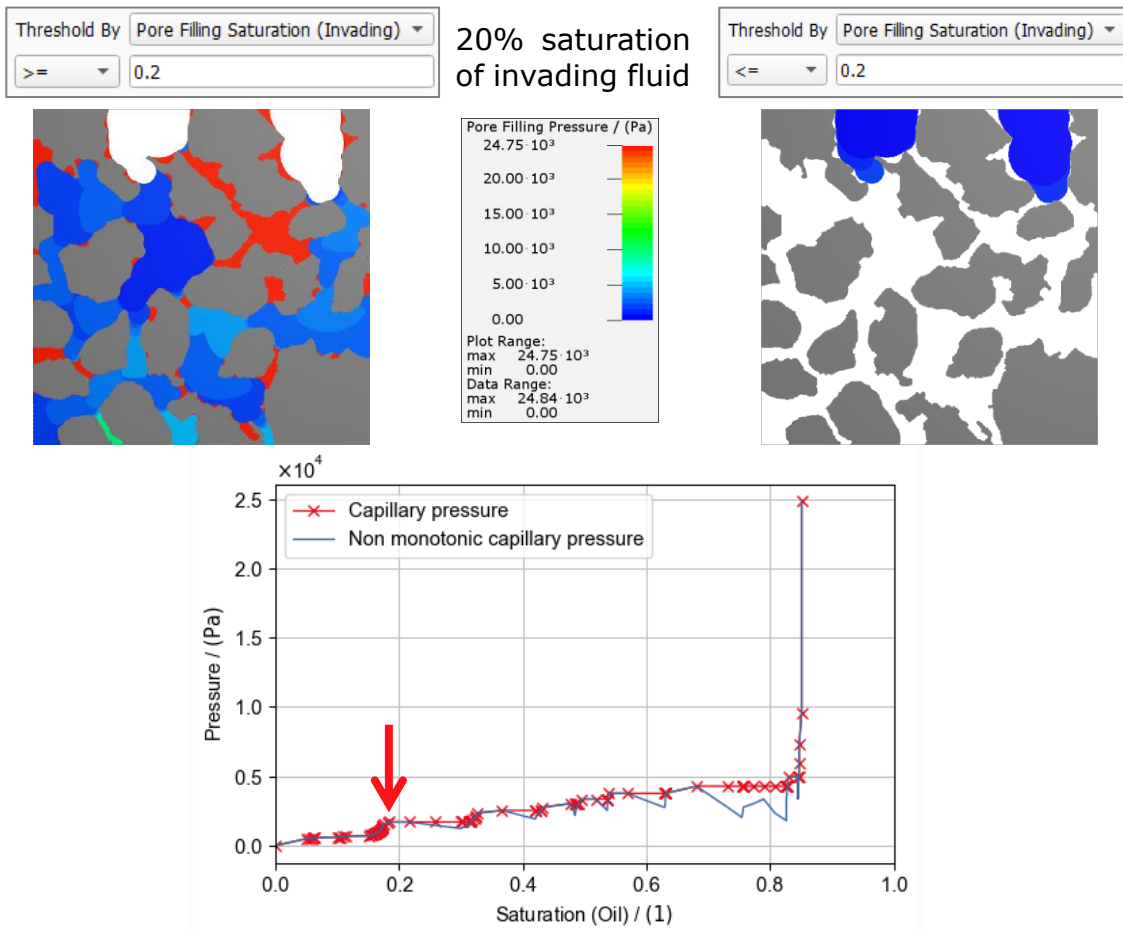 Threshold By Pore Filling Saturation (Invading)
>= 0.2
20% saturation
of invading fluid
Threshold By Pore Filling Saturation (Invading)
<= 0.2
Pore Filling Pressure / (Pa)
24.75·10³
20.00·10³
15.00·10³
10.00·10³
5.00·10³
0.00
Plot Range:
max 24.75·10³
min 0.00
Data Range:
max 24.84·10³
min 0.00
×10⁴
Capillary pressure
Non monotonic capillary pressure
2.5
2.0
1.5
1.0
0.5
0.0
Pressure / (Pa)
0.0 0.2 0.4 0.6 0.8 1.0
Saturation (Oil) / (1)